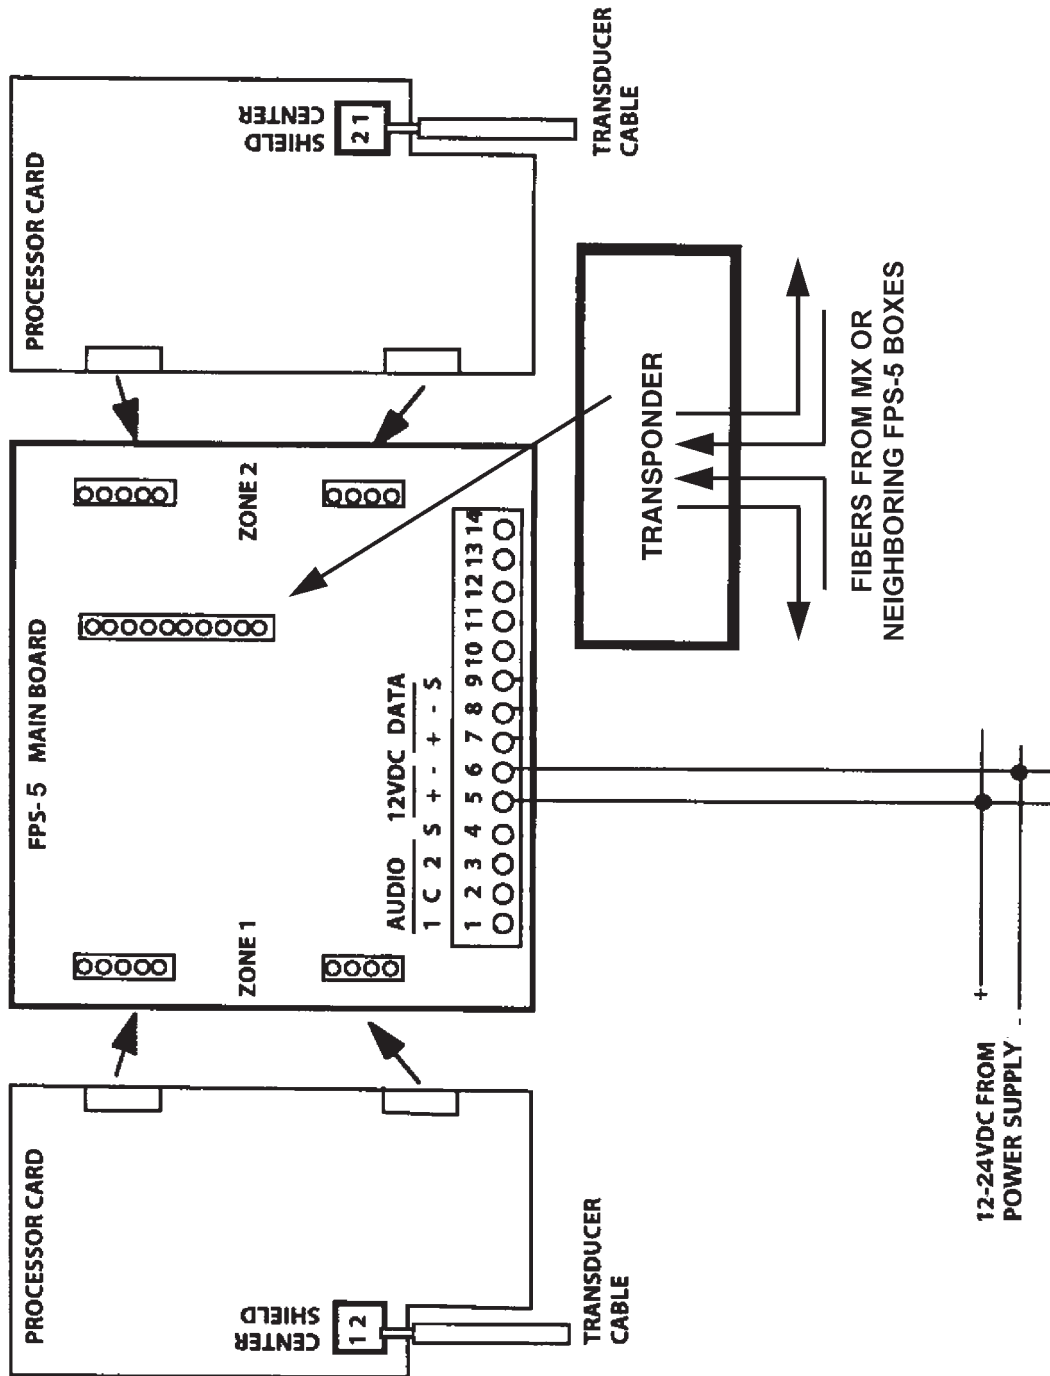 PROCESSOR CARD
CENTER
SHIELD
1 2
TRANSDUCER
CABLE
FPS-5 MAIN BOARD
ZONE 1
ZONE 2
AUDIO 12VDC DATA
1 C 2 S + - + - S
1 2 3 4 5 6 7 8 9 10 11 12 13 14
PROCESSOR CARD
SHIELD
CENTER
2 1
TRANSDUCER
CABLE
TRANSPONDER
FIBERS FROM MX OR
NEIGHBORING FPS-5 BOXES
12-24VDC FROM
POWER SUPPLY
+
-